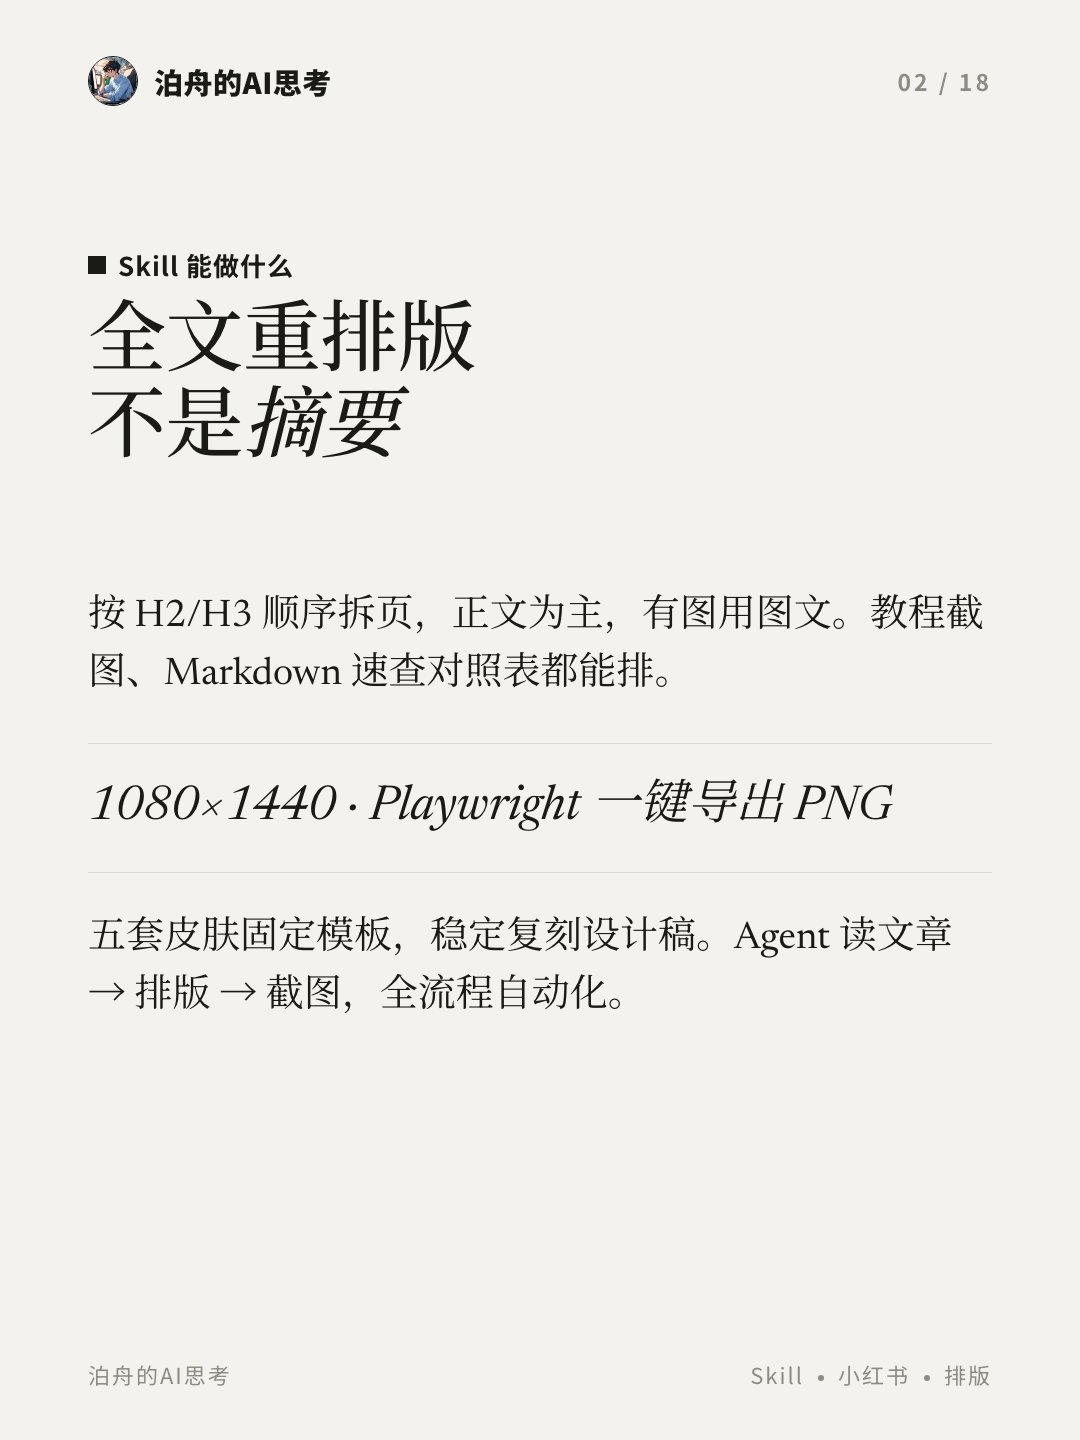 泊舟的AI思考
02 / 18
Skill 能做什么
全文重排版
不是摘要
按 H2/H3 顺序拆页，正文为主，有图用图文。教程截
图、Markdown 速查对照表都能排。
1080×1440 · Playwright 一键导出 PNG
五套皮肤固定模板，稳定复刻设计稿。Agent 读文章
→ 排版 → 截图，全流程自动化。
泊舟的AI思考
Skill • 小红书 • 排版